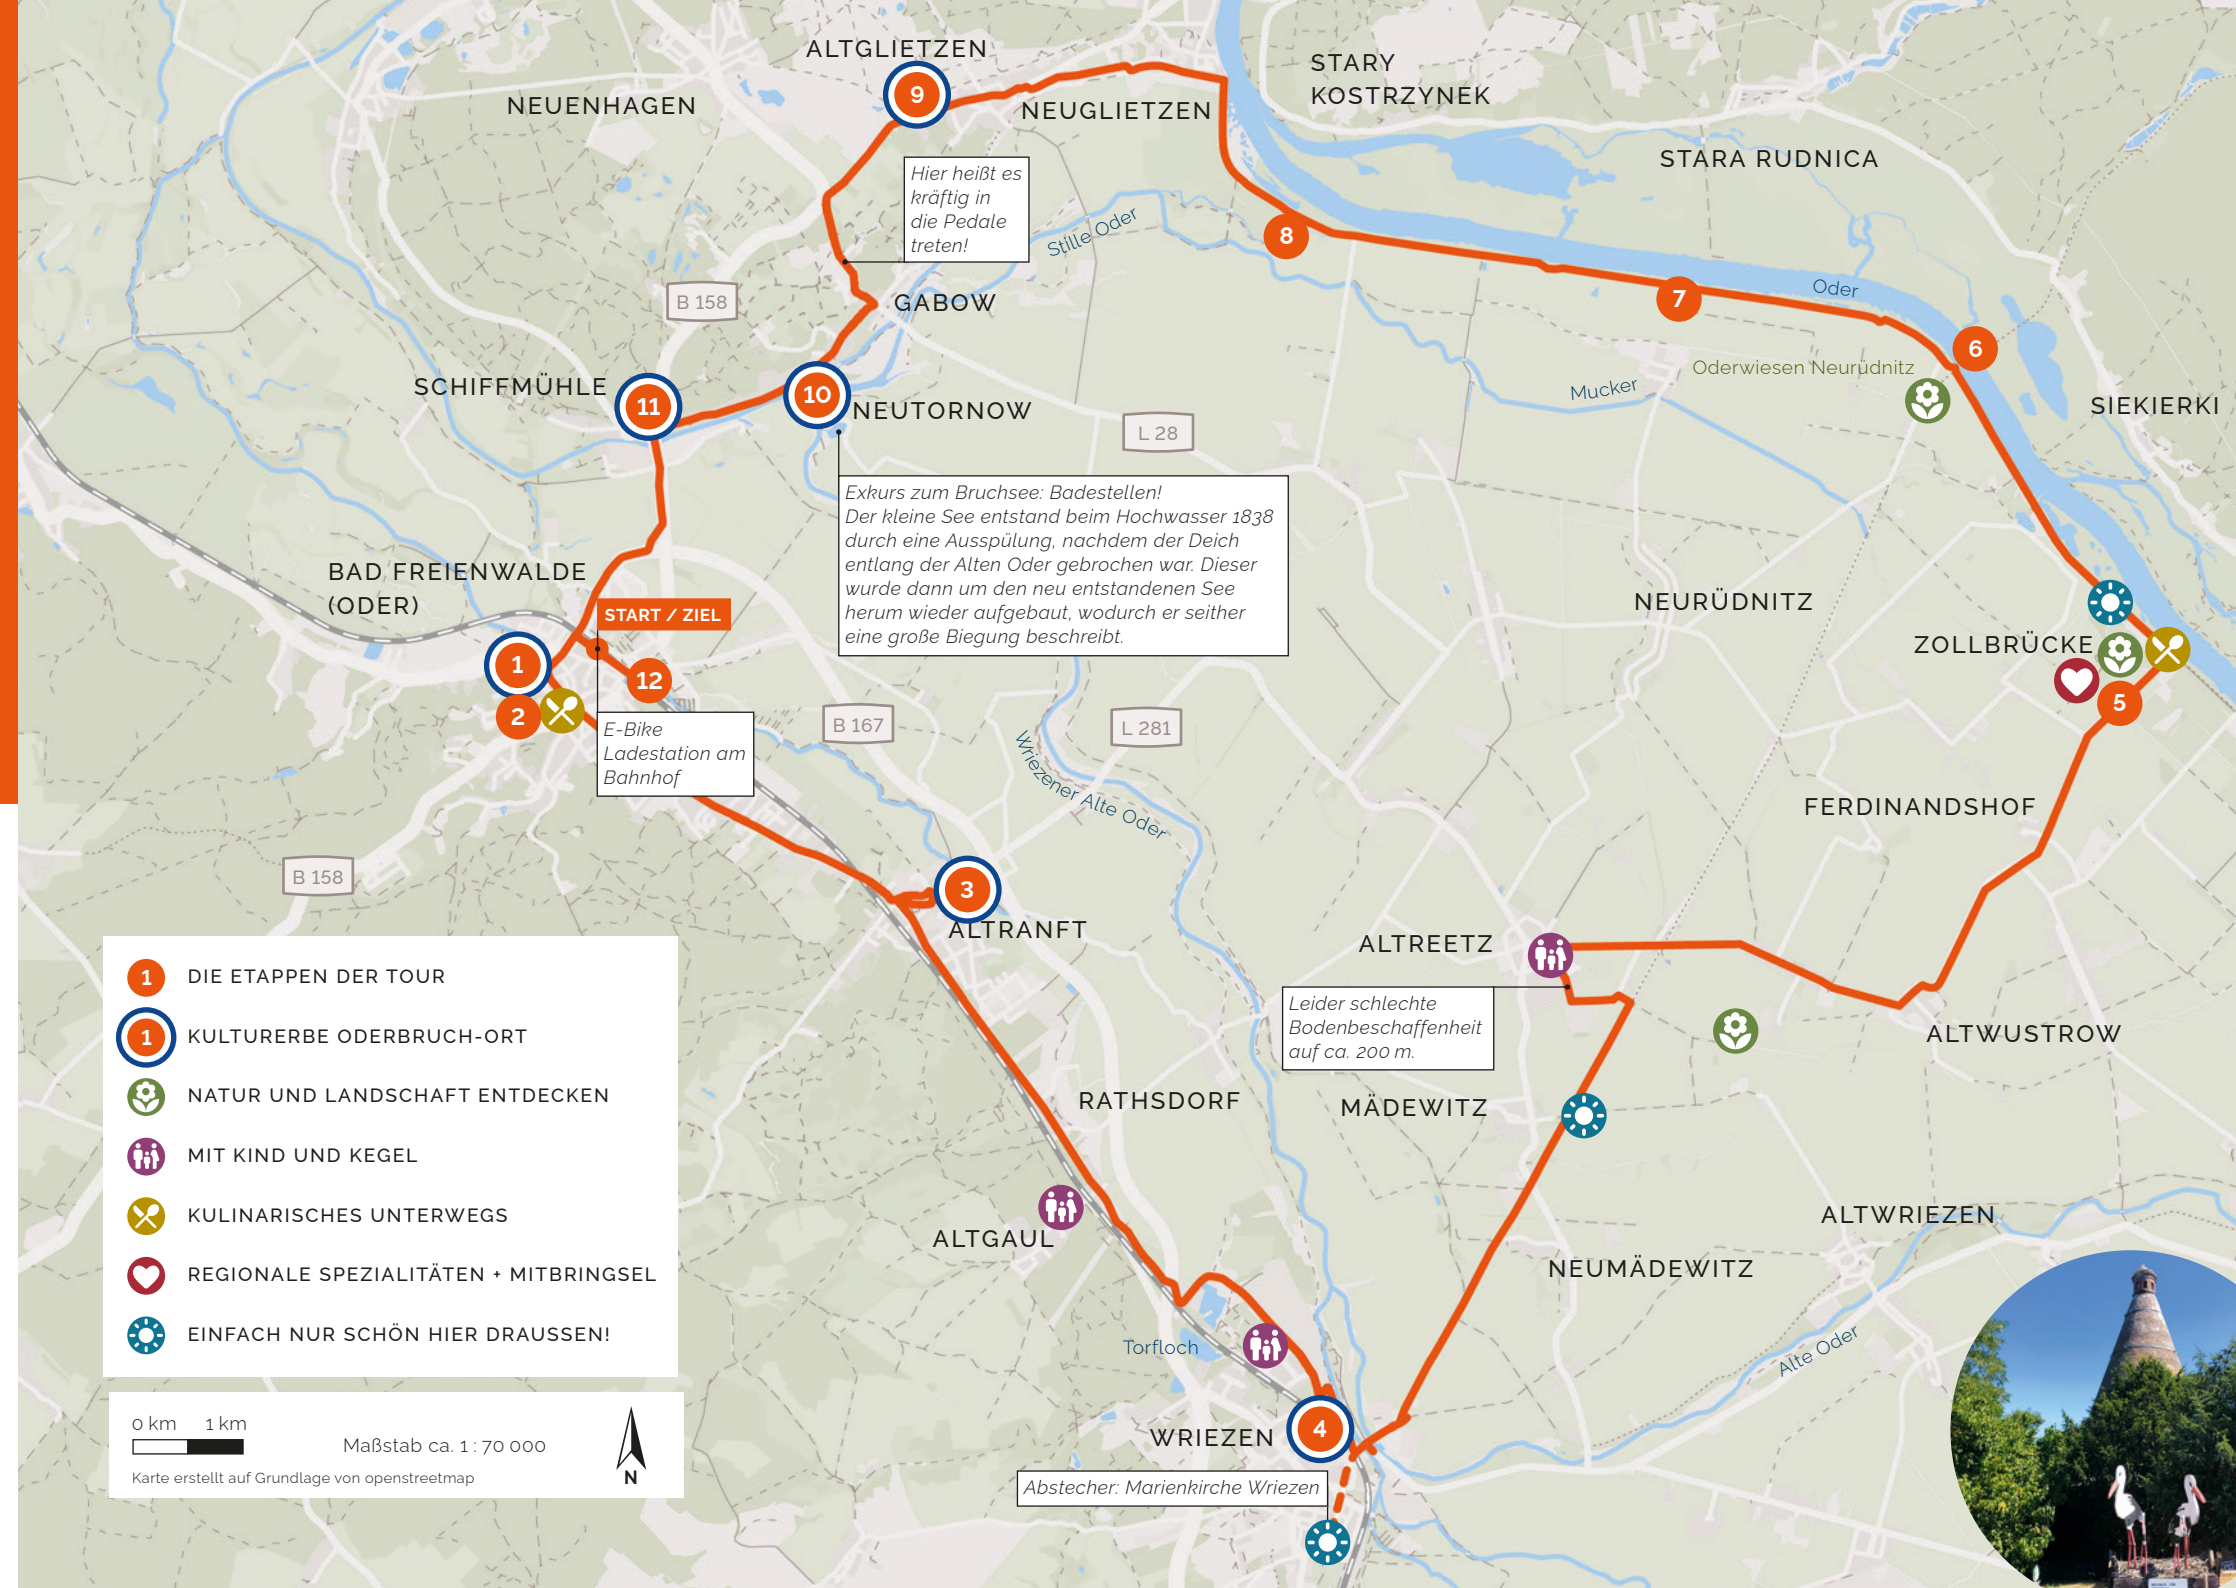 ALTGLIETZEN
9
NEUENHAGEN
NEUGLIETZEN
STARY
KOSTRZYNEK
STARA RUDNICA
Hier heißt es
kräftig in
die Pedale
treten!
Stille Oder
8
7
Oder
6
B 158
GABOW
Oderwiesen Neurüdnitz
Mucker
SIEKIERKI
SCHIFFMÜHLE
11
10
NEUTORNOW
L 28
Exkurs zum Bruchsee: Badestellen!
Der kleine See entstand beim Hochwasser 1838
durch eine Ausspülung, nachdem der Deich
entlang der Alten Oder gebrochen war. Dieser
wurde dann um den neu entstandenen See
herum wieder aufgebaut, wodurch er seither
eine große Biegung beschreibt.
BAD FREIENWALDE
(ODER)
START / ZIEL
1
12
2
E-Bike
Ladestation am
Bahnhof
NEURÜDNITZ
ZOLLBRÜCKE
5
B 167
L 281
Wriezener Alte Oder
FERDINANDSHOF
B 158
3
ALTRANFT
ALTREETZ
Leider schlechte
Bodenbeschaffenheit
auf ca. 200 m.
ALTWUSTROW
RATHSDORF
MÄDEWITZ
ALTGAUL
ALTWRIEZEN
NEUMÄDEWITZ
Torfloch
Alte Oder
WRIEZEN
4
Abstecher: Marienkirche Wriezen
1 DIE ETAPPEN DER TOUR
1 KULTURERBE ODERBRUCH-ORT
NATUR UND LANDSCHAFT ENTDECKEN
MIT KIND UND KEGEL
KULINARISCHES UNTERWEGS
REGIONALE SPEZIALITÄTEN + MITBRINGSEL
EINFACH NUR SCHÖN HIER DRAUSSEN!
0 km 1 km
Maßstab ca. 1 : 70 000
N
Karte erstellt auf Grundlage von openstreetmap